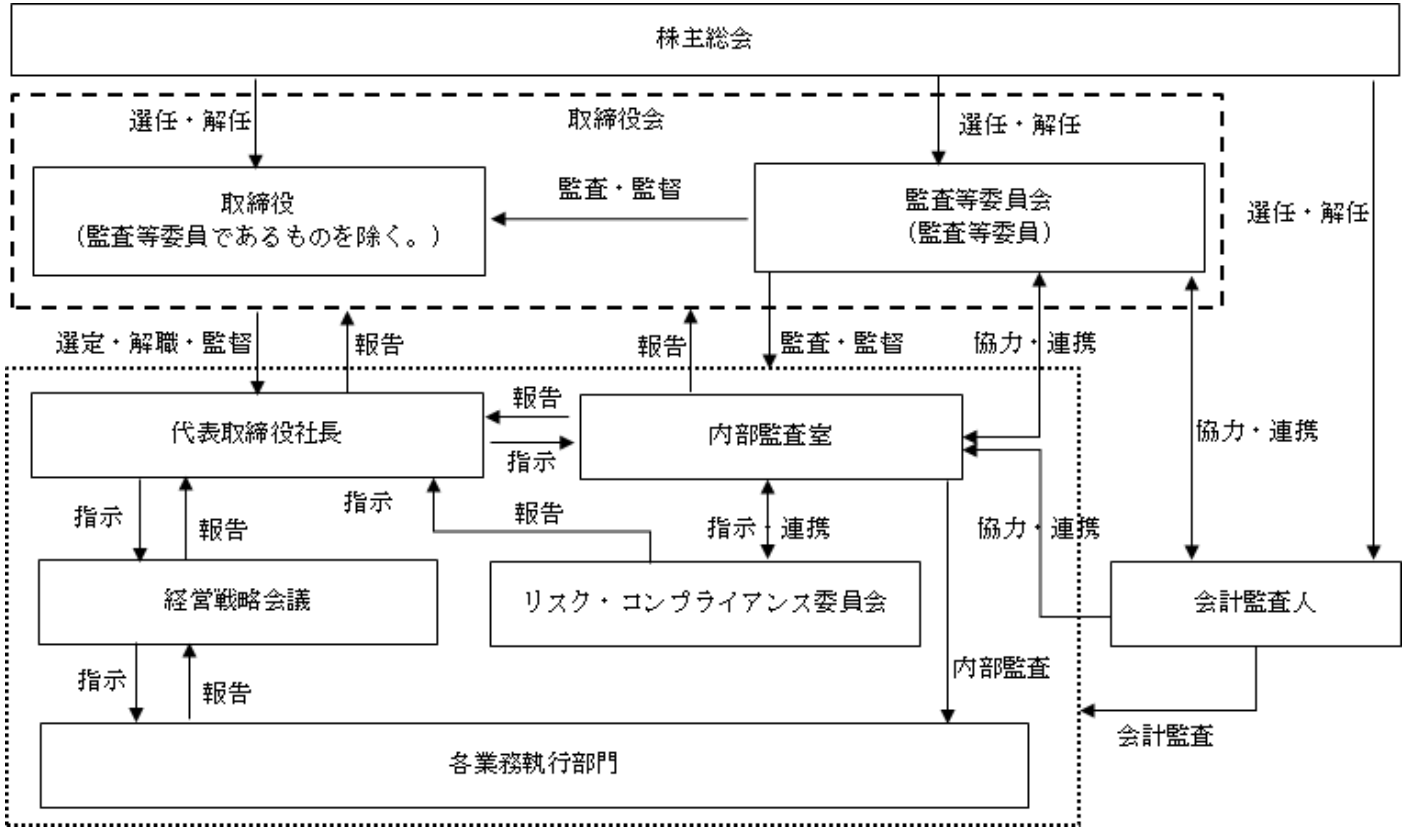 株主総会
選任・解任
取締役会
選任・解任
選任・解任
取締役
（監査等委員であるものを除く。）
監査・監督
監査等委員会
（監査等委員）
選定・解職・監督
報告
報告
監査・監督
協力・連携
協力・連携
代表取締役社長
報告
指示
内部監査室
指示
報告
指示
報告
指示・連携
協力・連携
経営戦略会議
リスク・コンプライアンス委員会
会計監査人
指示
報告
内部監査
会計監査
各業務執行部門